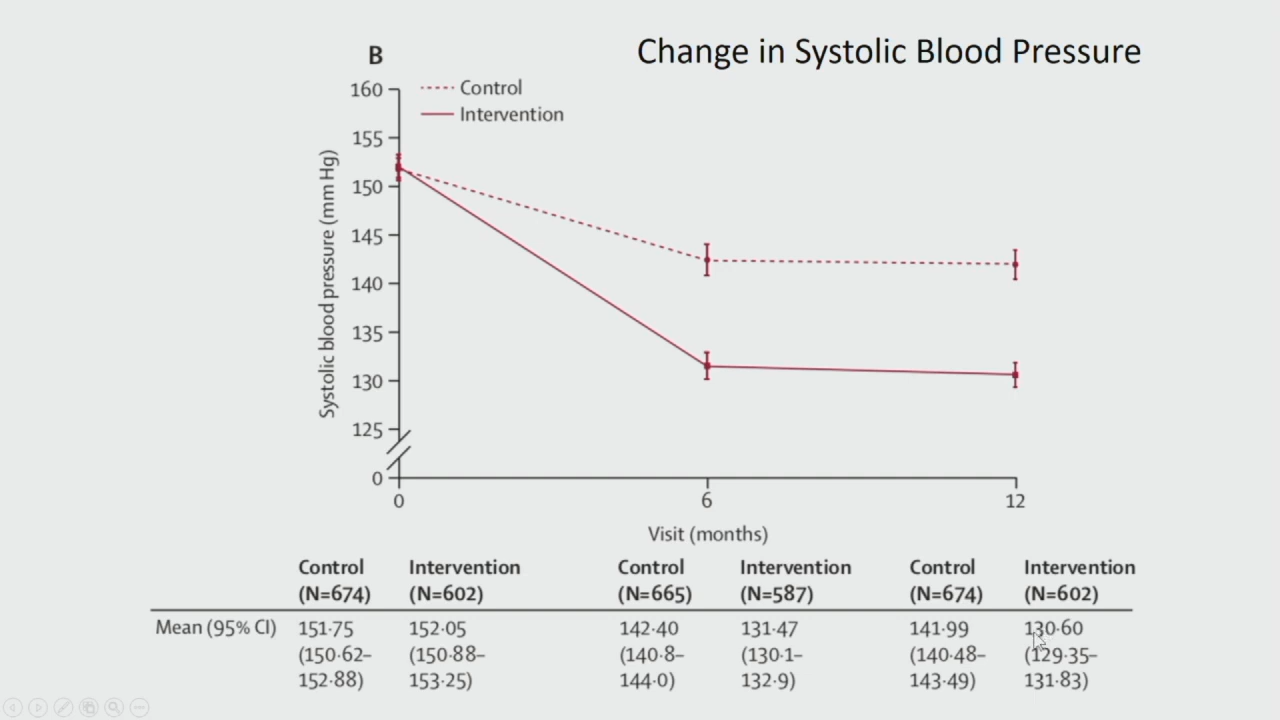 B
Change in Systolic Blood Pressure
Control
Intervention
160
155
150
145
140
135
130
125
0
Systolic blood pressure (mm Hg)
0 6 12
Visit (months)
Control Intervention Control Intervention Control Intervention
(N=674) (N=602) (N=665) (N=587) (N=674) (N=602)
Mean (95% CI) 151·75 152·05 142·40 131·47 141·99 130·60
(150·62– (150·88– (140·8– (130·1– (140·48– (129·35–
152·88) 153·25) 144·0) 132·9) 143·49) 131·83)